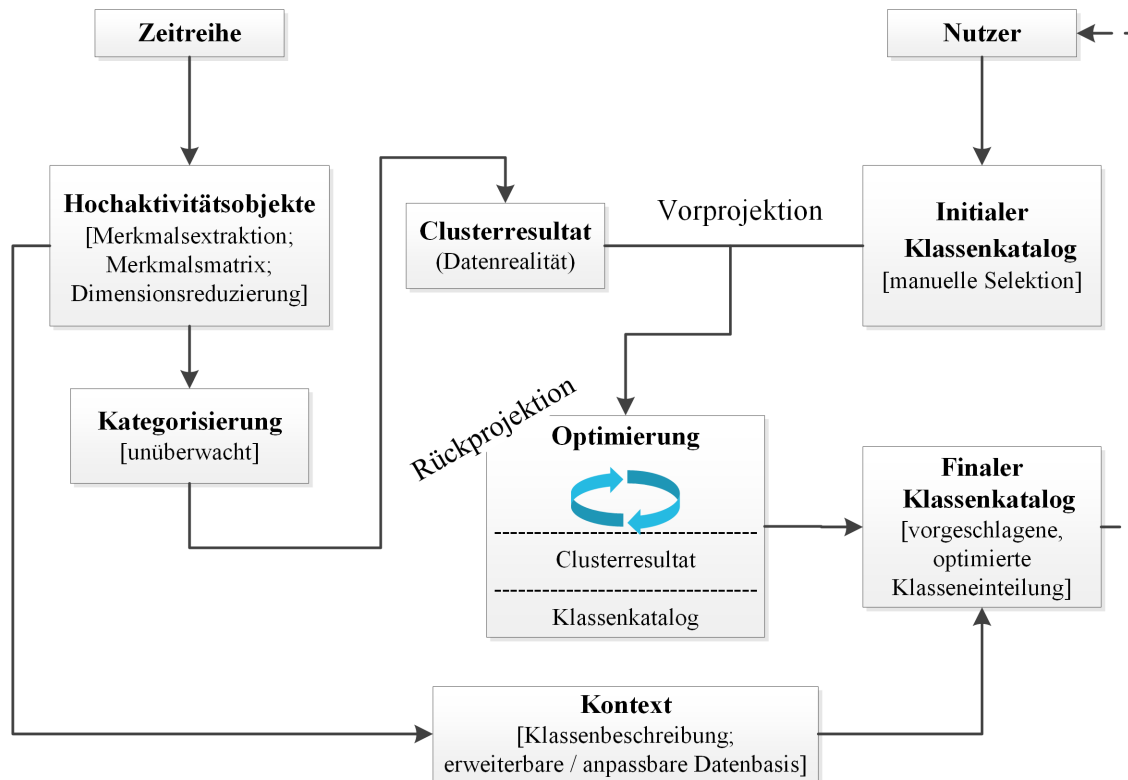 Zeitreihe
Nutzer
Hochaktivitätsobjekte
[Merkmalsextraktion;
Merkmalsmatrix;
Dimensionsreduzierung]
Clusterresultat
(Datenrealität)
Vorprojektion
Initialer
Klassenkatalog
[manuelle Selektion]
Kategorisierung
[unüberwacht]
Rückprojektion
Optimierung
Clusterresultat
Klassenkatalog
Finaler
Klassenkatalog
[vorgeschlagene,
optimierte
Klasseneinteilung]
Kontext
[Klassenbeschreibung;
erweiterbare / anpassbare Datenbasis]